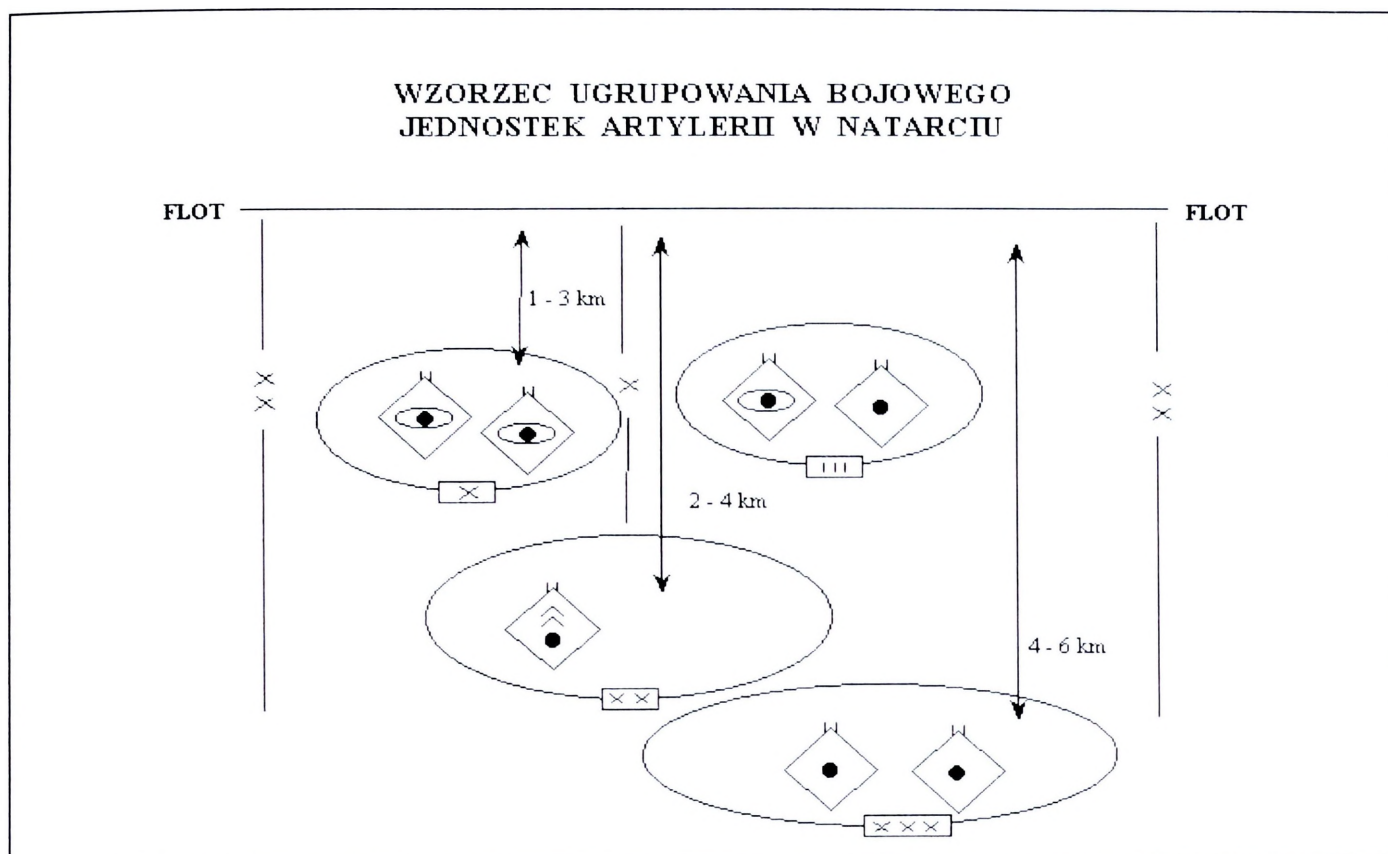 WZORZEC UGRUPOWANIA BOJOWEGO
JEDNOSTEK ARTYLERII W NATARCIU
FLOT
FLOT
1 - 3 km
2 - 4 km
4 - 6 km